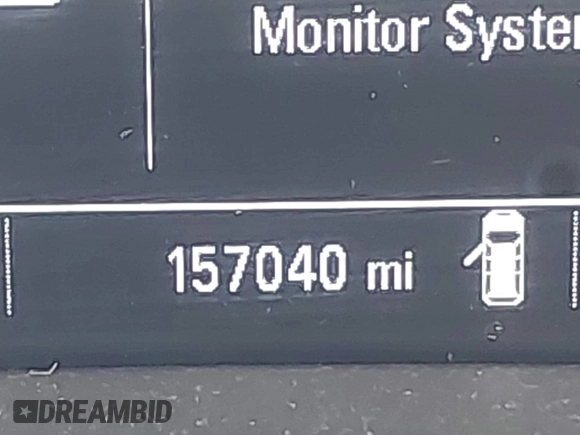 Monitor Syste
157040 mi
DREAMBID